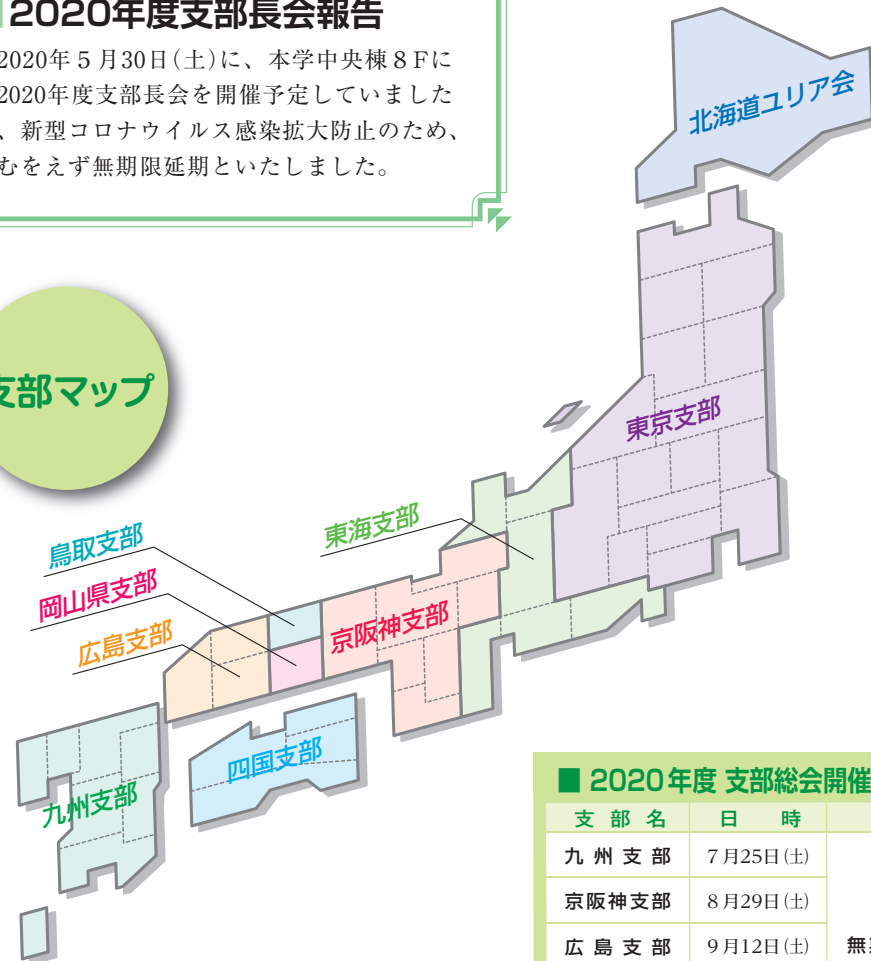 2020年度支部長会報告
2020年5月30日(土)に、本学中央棟8Fに
2020年度支部長会を開催予定していました
、新型コロナウイルス感染拡大防止のため、
むをえず無期限延期といたしました。
北海道ユリア会
支部マップ
東京支部
東海支部
鳥取支部
岡山県支部
広島支部
京阪神支部
四国支部
九州支部
■ 2020年度 支部総会開催
支部名 日時
九州支部 7月25日(土)
京阪神支部 8月29日(土)
広島支部 9月12日(土) 無